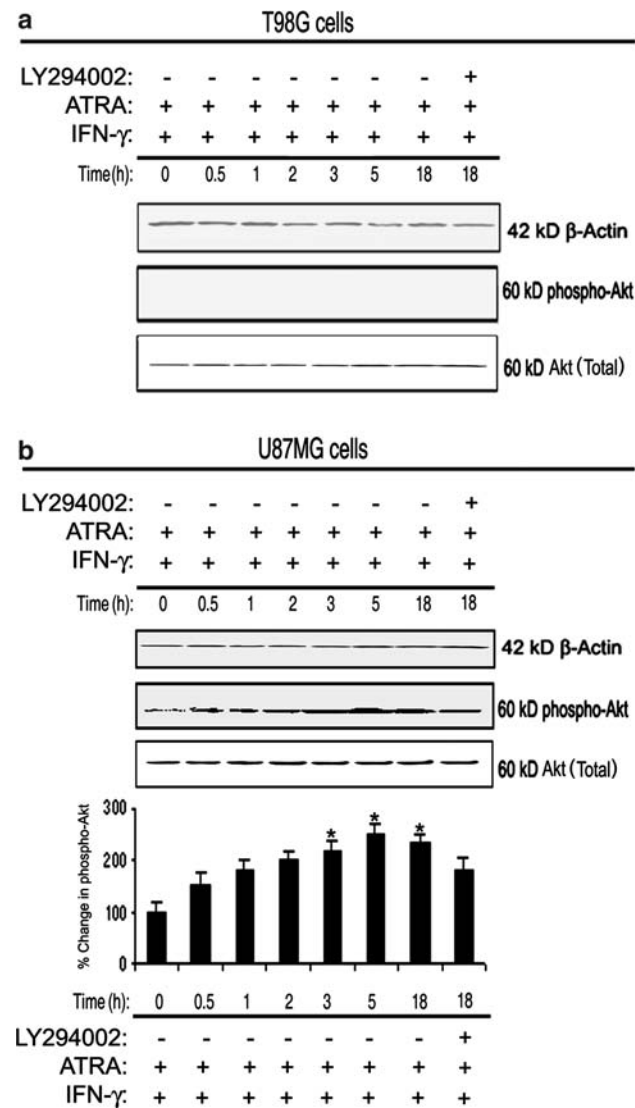 a
T98G cells
LY294002: - - - - - - - +
ATRA: + + + + + + + +
IFN-γ: + + + + + + + +
Time (h): 0 0.5 1 2 3 5 18 18
42 kD β-Actin
60 kD phospho-Akt
60 kD Akt (Total)
b
U87MG cells
LY294002: - - - - - - - +
ATRA: + + + + + + + +
IFN-γ: + + + + + + + +
Time (h): 0 0.5 1 2 3 5 18 18
42 kD β-Actin
60 kD phospho-Akt
60 kD Akt (Total)
% Change in phospho-Akt
300
200
100
0
* * *
Time (h): 0 0.5 1 2 3 5 18 18
LY294002: - - - - - - - +
ATRA: + + + + + + + +
IFN-γ: + + + + + + + +